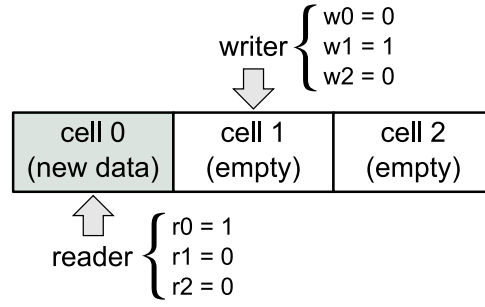 w0 = 0
writer w1 = 1
w2 = 0
cell 0 cell 1 cell 2
(new data) (empty) (empty)
r0 = 1
reader r1 = 0
r2 = 0